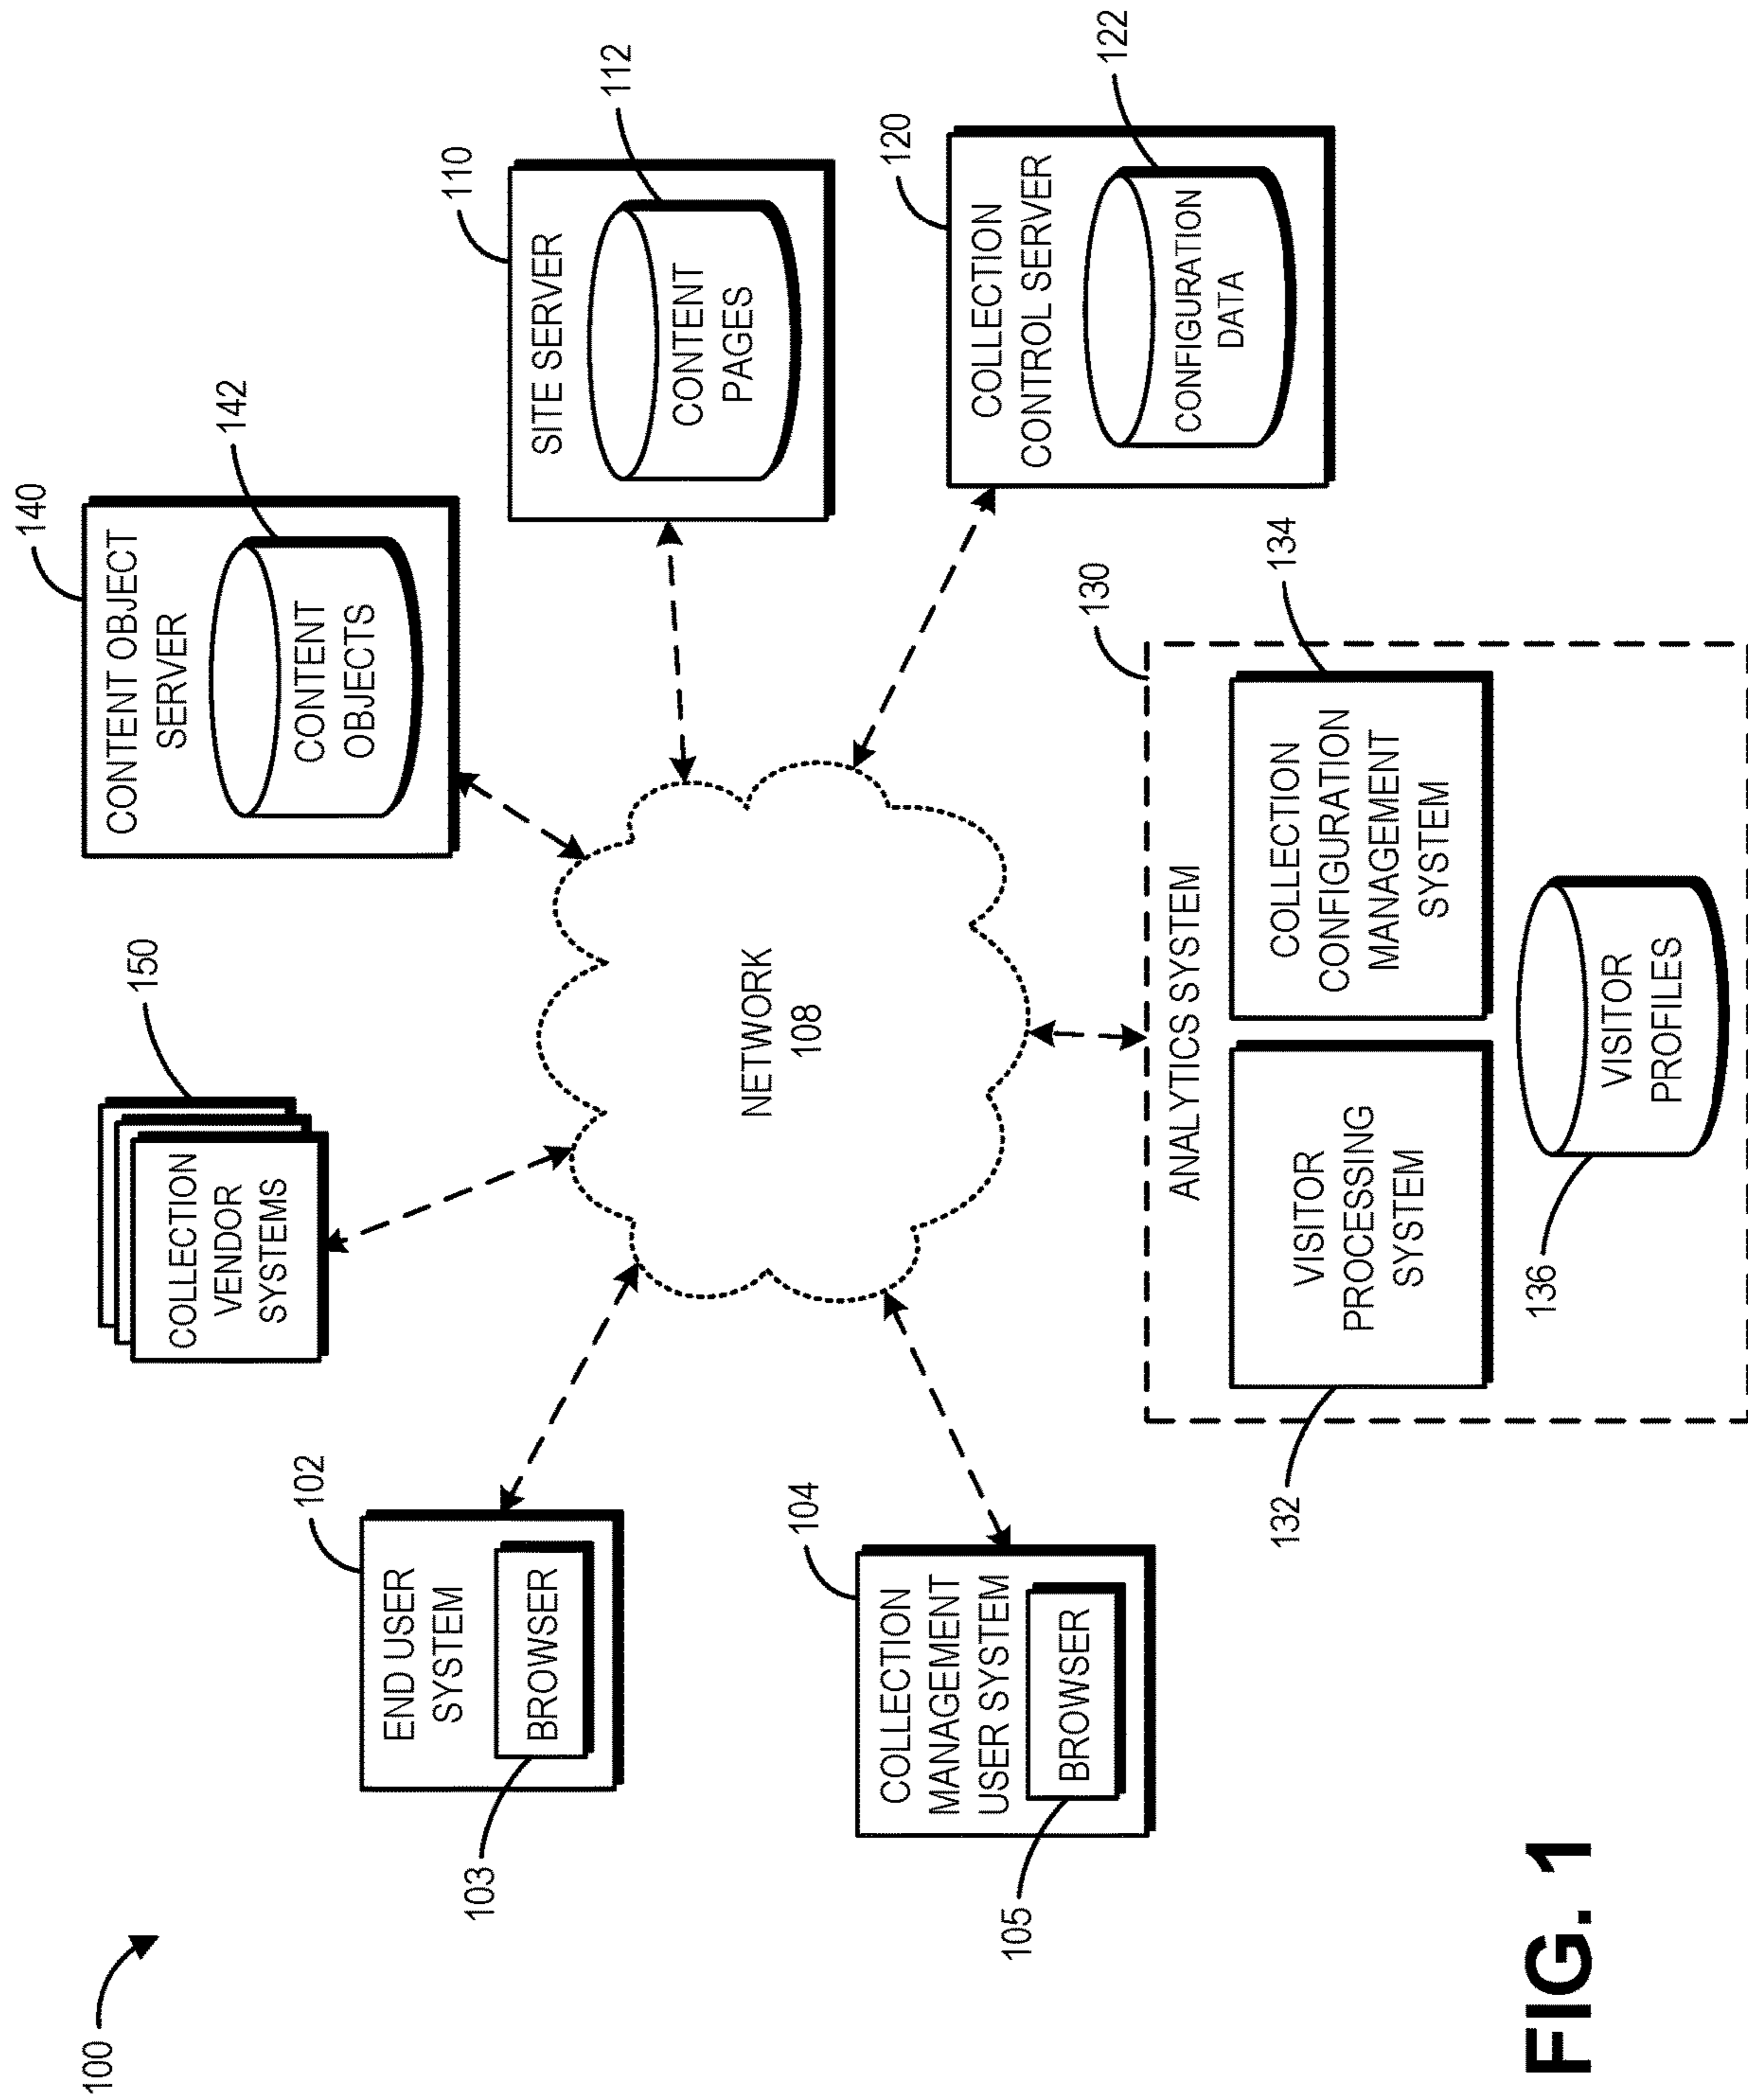 100
150
COLLECTION
VENDOR
SYSTEMS
140
CONTENT OBJECT
SERVER
142
CONTENT
OBJECTS
102
END USER
SYSTEM
BROWSER
103
110
SITE SERVER
112
CONTENT
PAGES
NETWORK
108
104
COLLECTION
MANAGEMENT
USER SYSTEM
BROWSER
105
120
COLLECTION
CONTROL SERVER
122
CONFIGURATION
DATA
130
ANALYTICS SYSTEM
132
VISITOR
PROCESSING
SYSTEM
134
COLLECTION
CONFIGURATION
MANAGEMENT
SYSTEM
136
VISITOR
PROFILES
FIG. 1